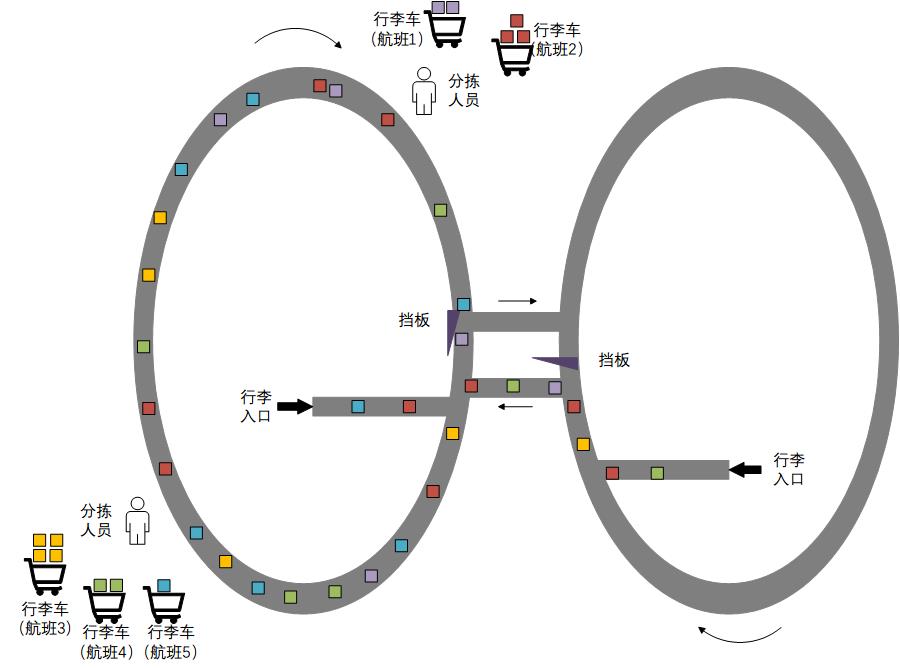 行李车
(航班1)
行李车
(航班2)
分拣
人员
挡板
挡板
行李
入口
行李
入口
分拣
人员
行李车
(航班3)
行李车
(航班4)
行李车
(航班5)